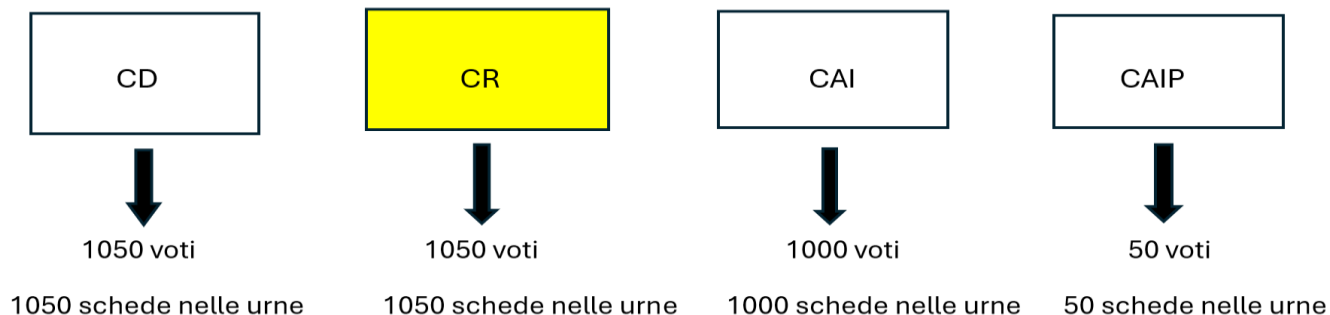 CD CR CAI CAIP
1050 voti 1050 voti 1000 voti 50 voti
1050 schede nelle urne 1050 schede nelle urne 1000 schede nelle urne 50 schede nelle urne